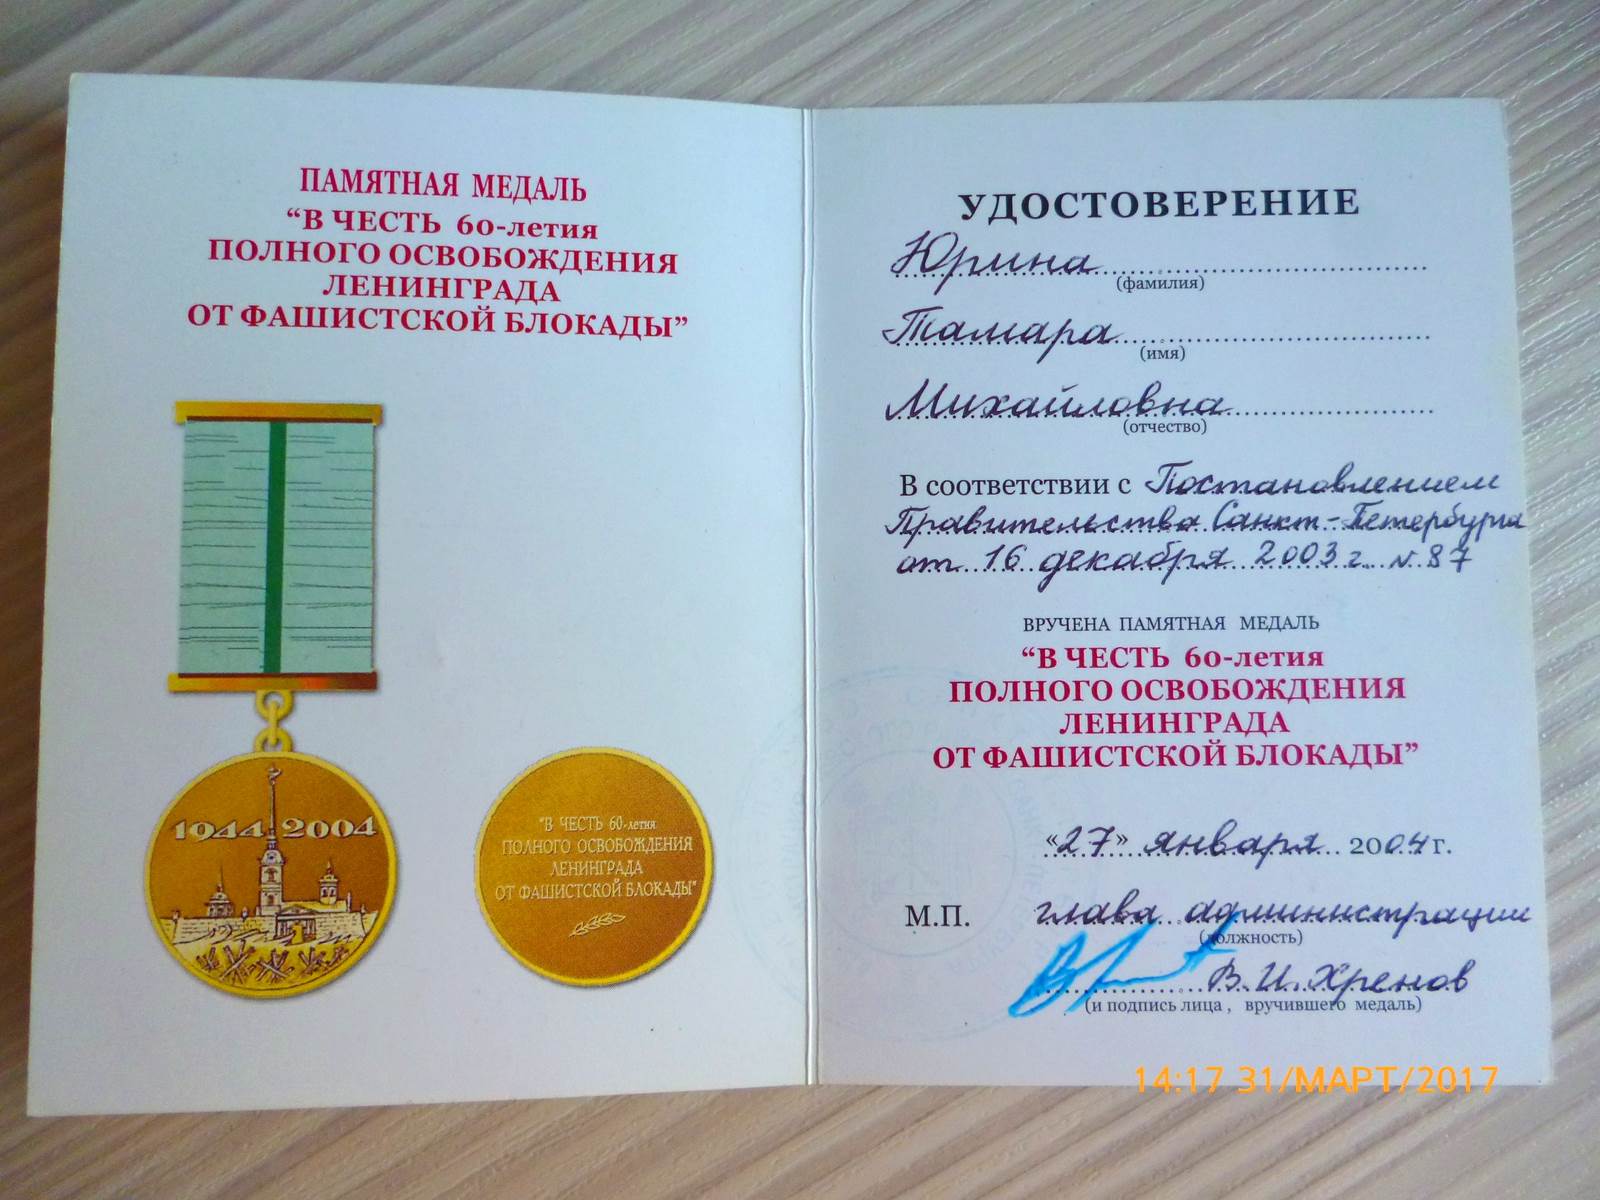 ПАМЯТНАЯ МЕДАЛЬ
“В ЧЕСТЬ 60-летия
ПОЛНОГО ОСВОБОЖДЕНИЯ
ЛЕНИНГРАДА
ОТ ФАШИСТСКОЙ БЛОКАДЫ”
1944 2004
"В ЧЕСТЬ 60-летия
ПОЛНОГО ОСВОБОЖДЕНИЯ
ЛЕНИНГРАДА
ОТ ФАШИСТСКОЙ БЛОКАДЫ"
УДОСТОВЕРЕНИЕ
Юрина
(фамилия)
Тамара
(имя)
Михайловна
(отчество)
В соответствии с Постановлением
Правительства Санкт-Петербурга
от 16 декабря 2003 г. № 87
ВРУЧЕНА ПАМЯТНАЯ МЕДАЛЬ
“В ЧЕСТЬ 60-летия
ПОЛНОГО ОСВОБОЖДЕНИЯ
ЛЕНИНГРАДА
ОТ ФАШИСТСКОЙ БЛОКАДЫ”
«27» января 2004 г.
М.П. глава администрации
(должность)
В.И.Хренов
(и подпись лица, вручившего медаль)
14:17 31/МАРТ/2017